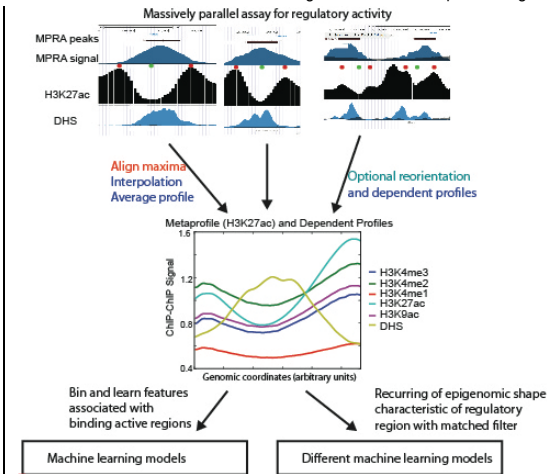 Massively parallel assay for regulatory activity
MPRA peaks
MPRA signal
H3K27ac
DHS
Align maxima
Interpolation
Average profile
Optional reorientation
and dependent profiles
Metaprofile (H3K27ac) and Dependent Profiles
1.6
1.2
0.8
0.4
ChIP-ChIP Signal
H3K4me3
H3K4me2
H3K4me1
H3K27ac
H3K9ac
DHS
Genomic coordinates (arbitrary units)
Bin and learn features
associated with
binding active regions
Recurring of epigenomic shape
characteristic of regulatory
region with matched filter
Machine learning models
Different machine learning models